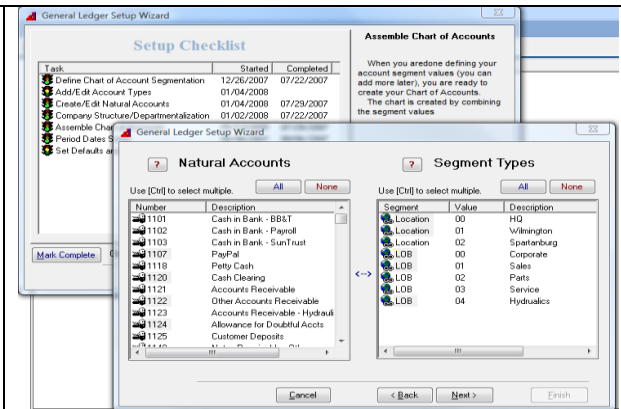 General Ledger Setup Wizard
Setup Checklist
Task Started Completed
Define Chart of Account Segmentation 12/26/2007 07/22/2007
Add/Edit Account Types 01/04/2008
Create/Edit Natural Accounts 01/04/2008 07/29/2007
Company Structure/Departmentalization 01/02/2008 07/22/2007
Assemble Char
Period Dates S
Set Defaults an
Mark Complete
Assemble Chart of Accounts
When you aredone defining your
account segment values (you can
add more later), you are ready to
create your Chart of Accounts.
The chart is created by combining
the segment values
General Ledger Setup Wizard
? Natural Accounts
Use [Ctrl] to select multiple. All None
Number Description
1101 Cash in Bank - BB&T
1102 Cash in Bank - Payroll
1103 Cash in Bank - SunTrust
1107 PayPal
1118 Petty Cash
1120 Cash Clearing
1121 Accounts Receivable
1122 Other Accounts Receivable
1123 Accounts Receivable - Hydrauli
1124 Allowance for Doubtful Accts
1125 Customer Deposits
<-->
? Segment Types
Use [Ctrl] to select multiple. All None
Segment Value Description
Location 00 HQ
Location 01 Wilmington
Location 02 Spartanburg
LOB 00 Corporate
LOB 01 Sales
LOB 02 Parts
LOB 03 Service
LOB 04 Hydrualics
Cancel < Back Next > Finish